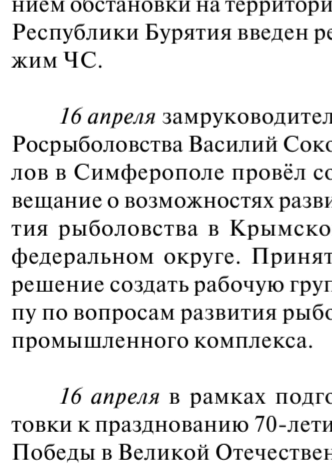 нием обстановки на территори
Республики Бурятия введен ре
жим ЧС.
16 апреля замруководител
Росрыболовства Василий Соко
лов в Симферополе провёл со
вещание о возможностях разви
тия рыболовства в Крымско
федеральном округе. Принят
решение создать рабочую груп
пу по вопросам развития рыбо
промышленного комплекса.
16 апреля в рамках подго
товки к празднованию 70-лети
Победы в Великой Отечествен